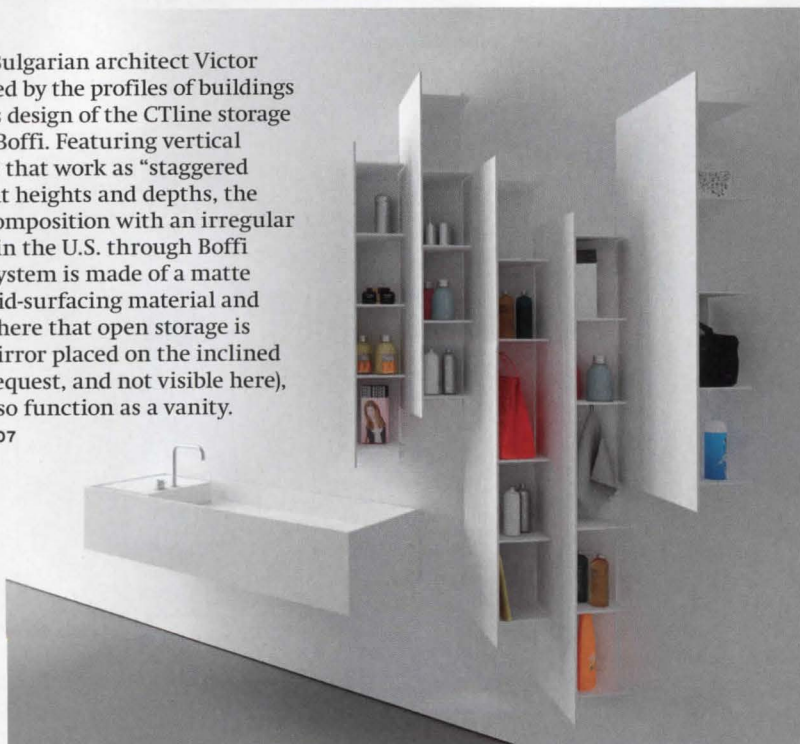 Bulgarian architect Victor
ed by the profiles of buildings
s design of the CTline storage
Boffi. Featuring vertical
that work as “staggered
t heights and depths, the
omposition with an irregular
in the U.S. through Boffi
ystem is made of a matte
id-surfacing material and
here that open storage is
irror placed on the inclined
equest, and not visible here),
so function as a vanity.
07